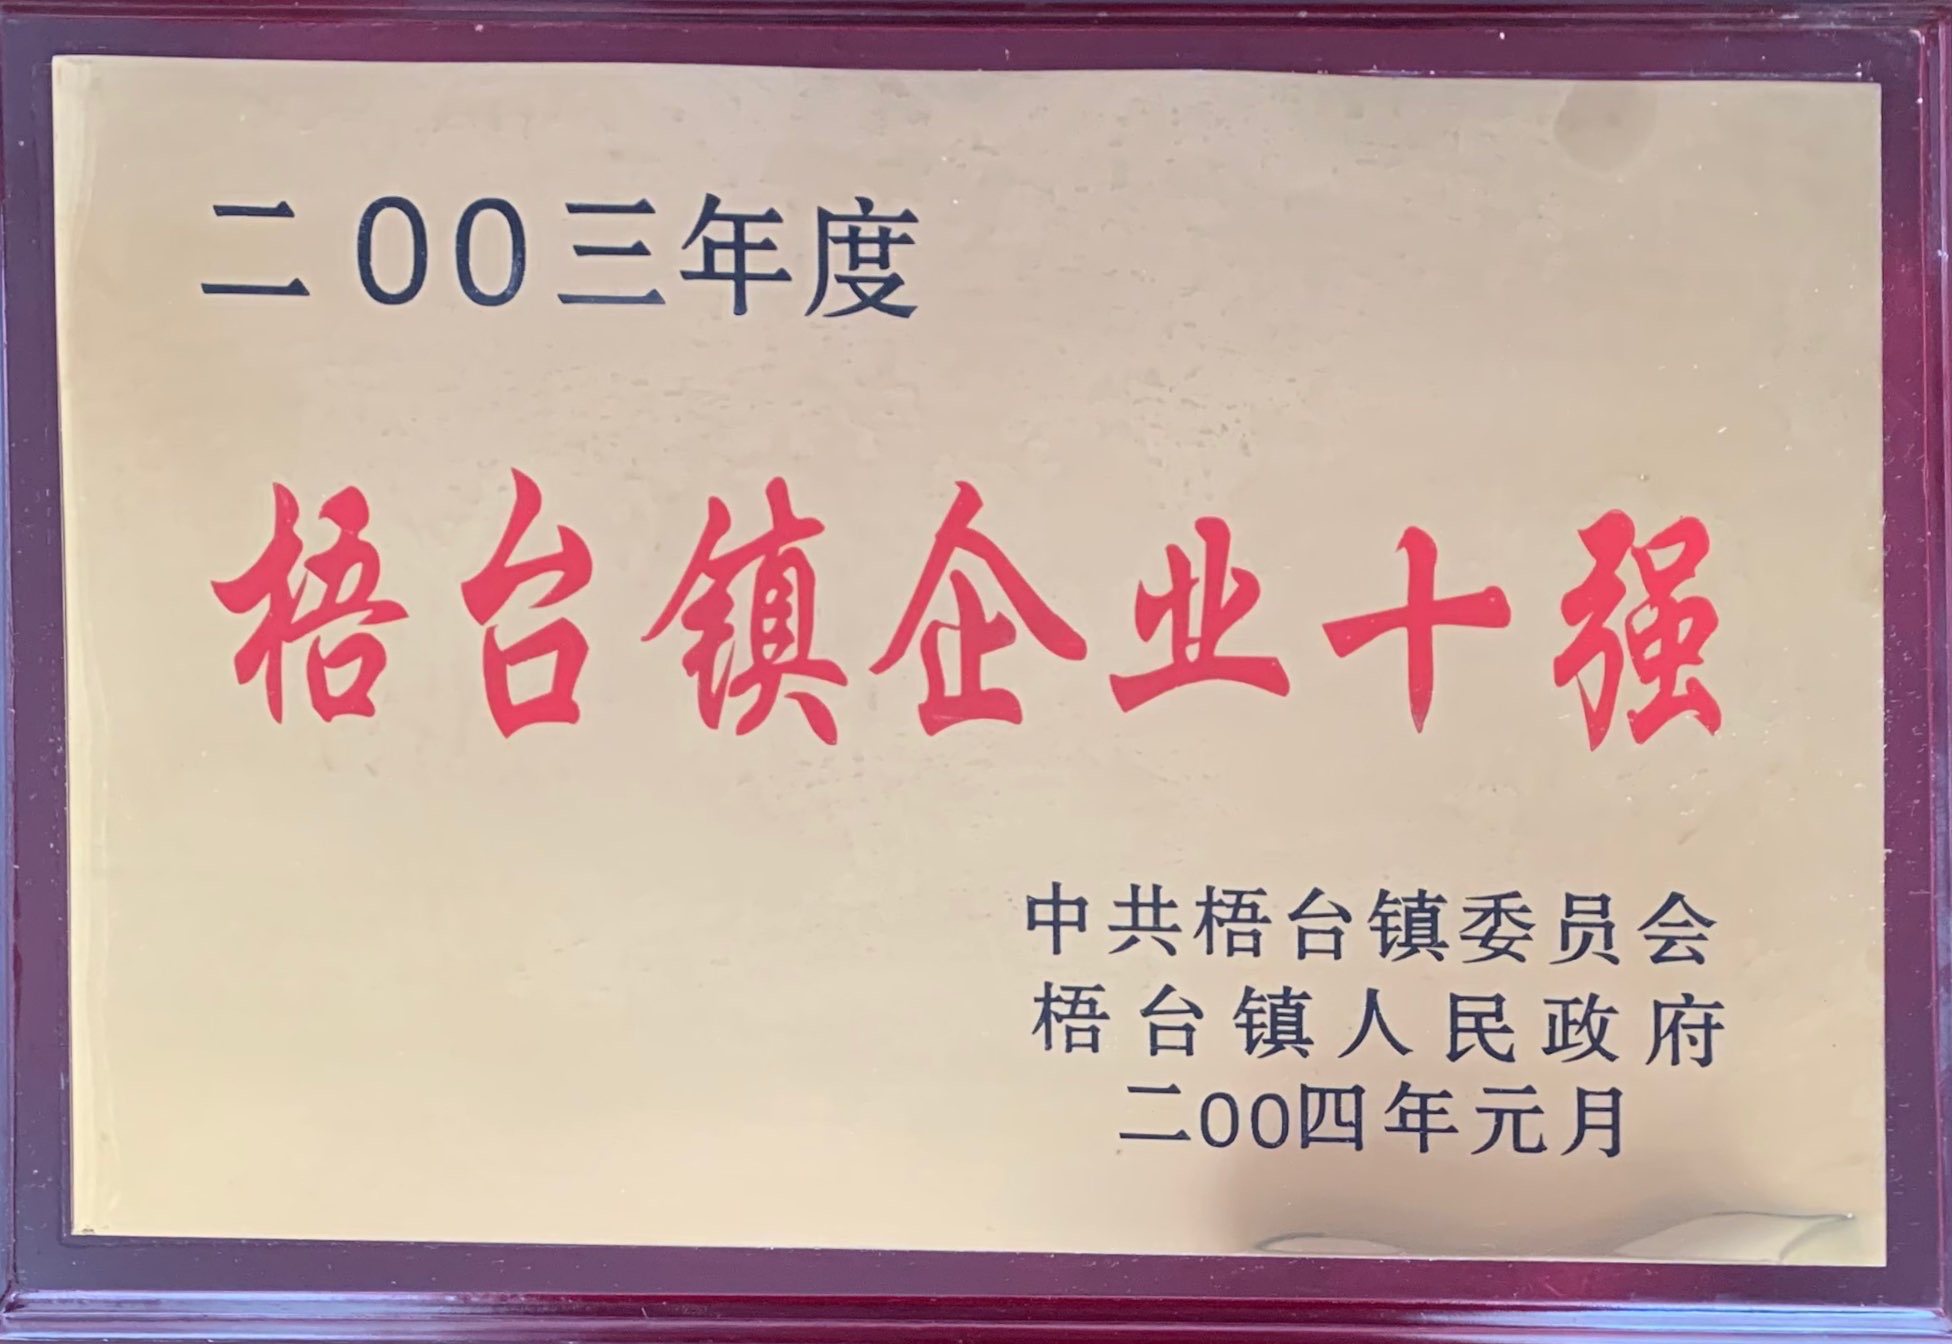 二00三年度
梧台镇企业十强
中共梧台镇委员会
梧台镇人民政府
二00四年元月